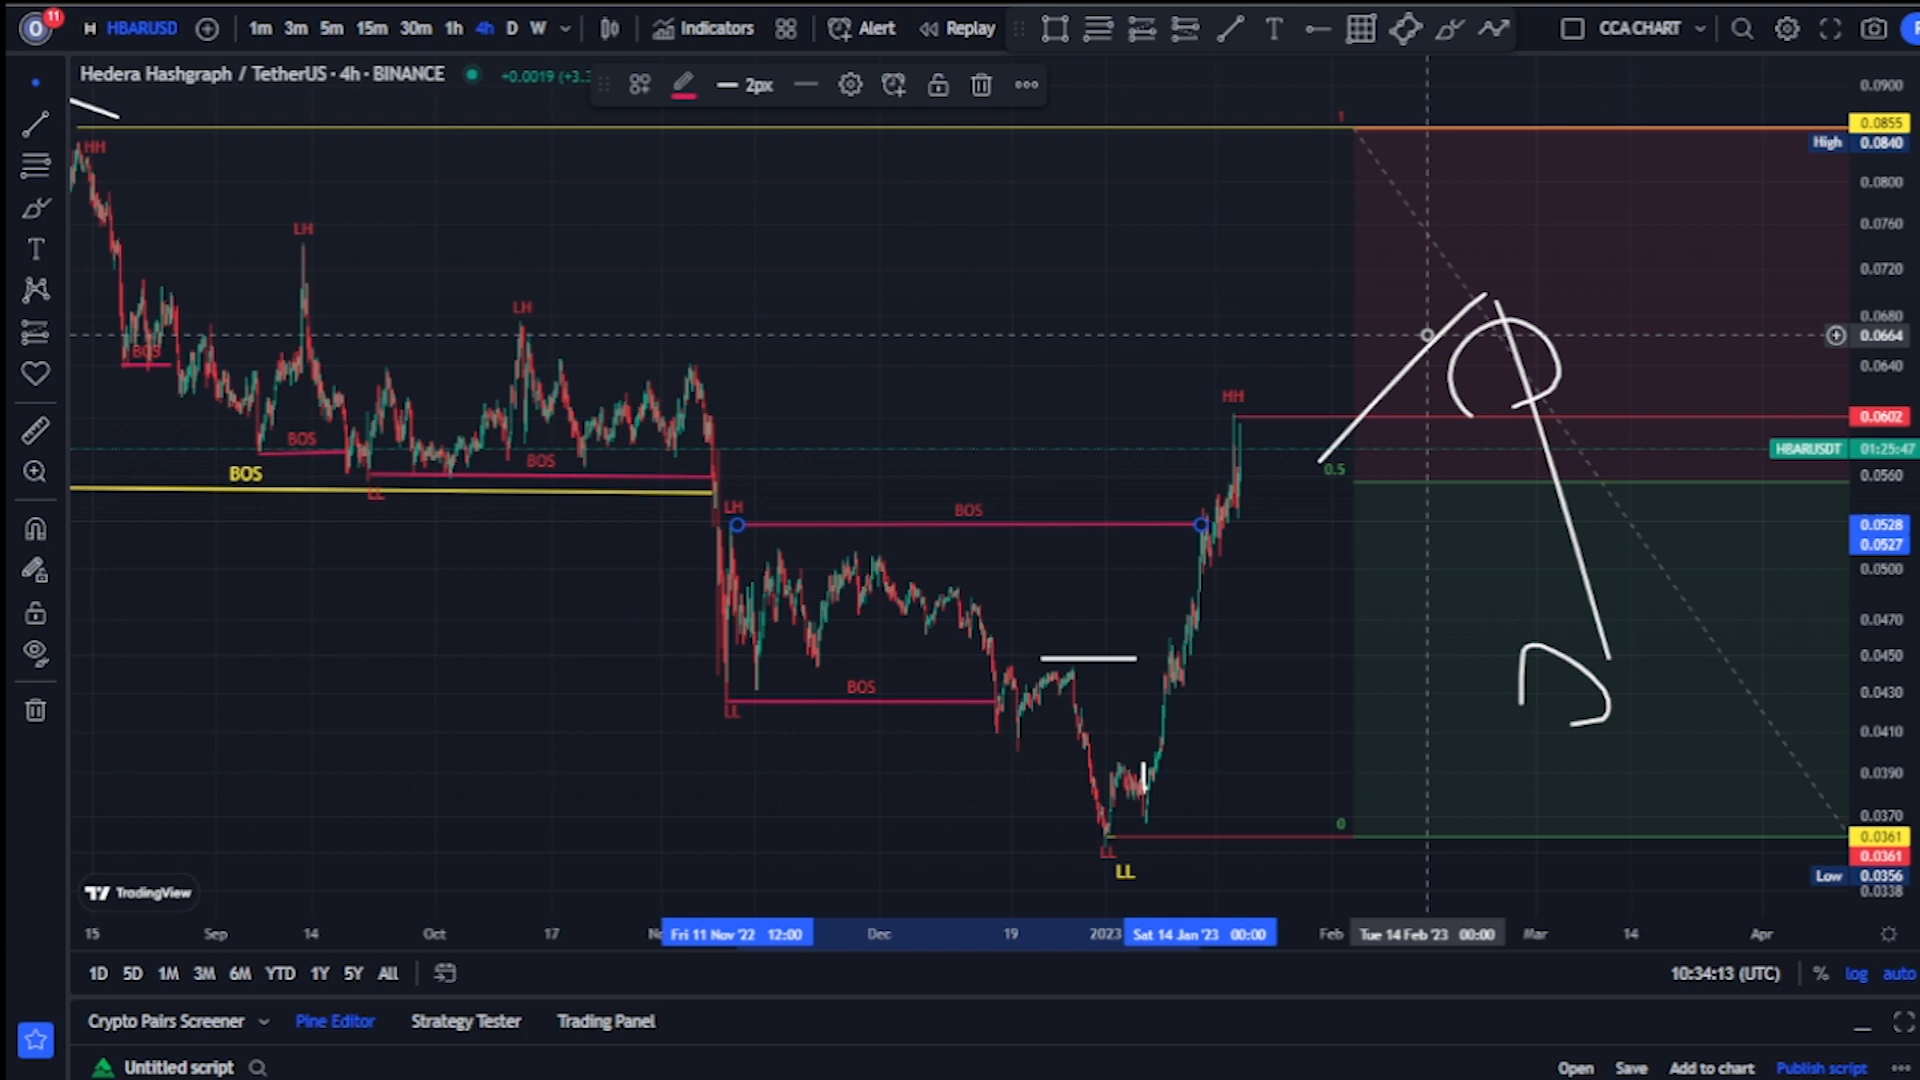 O 11 H HBARUSD 1m 3m 5m 15m 30m 1h 4h D W Indicators Alert Replay T CCA CHART
Hedera Hashgraph / TetherUS · 4h · BINANCE +0.0019 (+3.3 2px
0.0900
1 0.0855
High 0.0840
HH
0.0800
LH 0.0760
0.0720
LH 0.0680
0.0664
BOS 0.0640
HH
0.0602
BOS HBARUSDT 01:25:47
BOS BOS 0.5 0.0560
LL
LH BOS 0.0528
0.0527
0.0500
0.0470
0.0450
BOS 0.0430
LL 0.0410
0.0390
0.0370
0 0.0361
LL 0.0361
LL Low 0.0356
0.0338
TradingView
15 Sep 14 Oct 17 Fri 11 Nov '22 12:00 Dec 19 2023 Sat 14 Jan '23 00:00 Feb Tue 14 Feb '23 00:00 Mar 14 Apr
1D 5D 1M 3M 6M YTD 1Y 5Y All 10:34:13 (UTC) % log auto
Crypto Pairs Screener Pine Editor Strategy Tester Trading Panel
Untitled script Open Save Add to chart Publish script